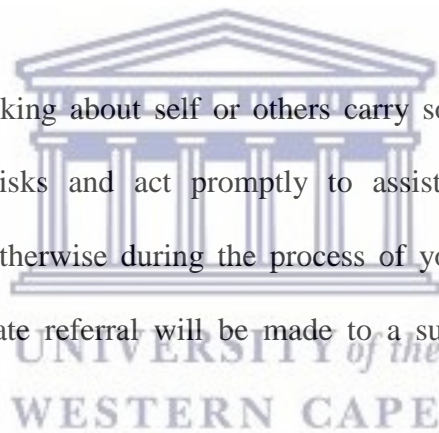 king about self or others carry so
isks and act promptly to assist
therwise during the process of yo
ate referral will be made to a su
UNIVERSITY of the
WESTERN CAPE